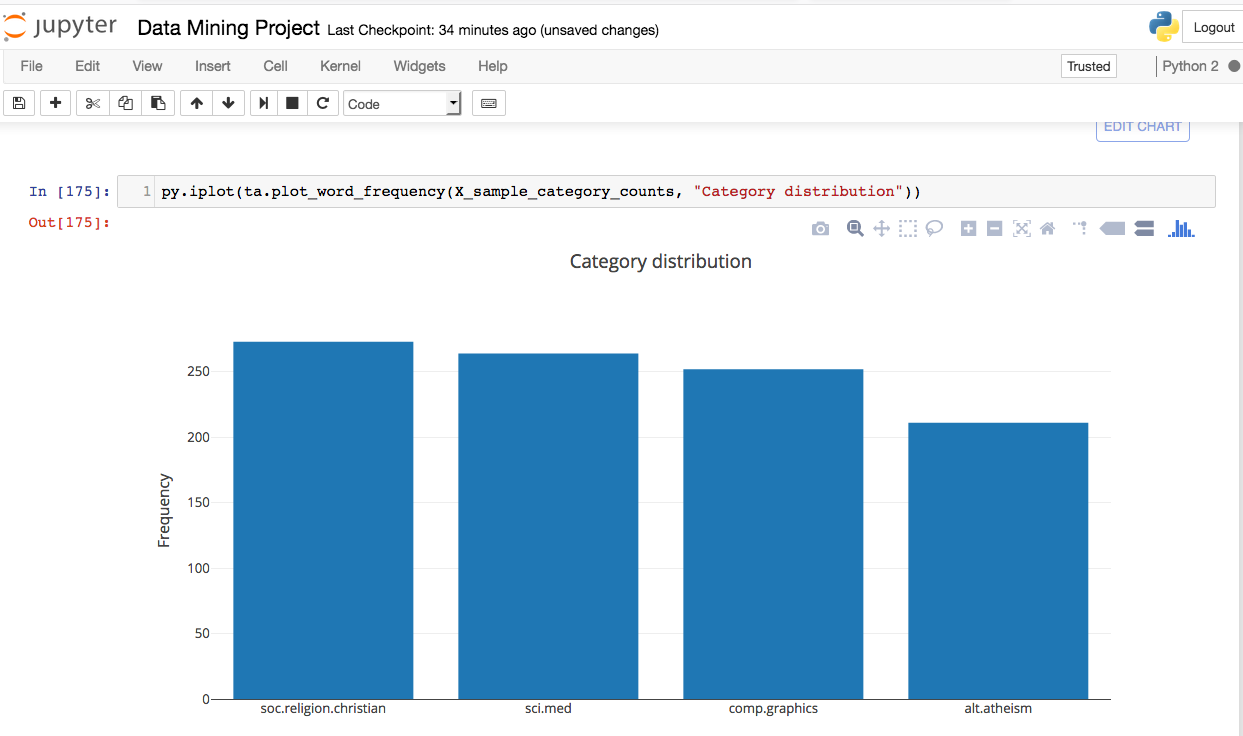 jupyter Data Mining Project Last Checkpoint: 34 minutes ago (unsaved changes) Logout
File Edit View Insert Cell Kernel Widgets Help Trusted Python 2
Code
EDIT CHART
In [175]: 1 py.iplot(ta.plot_word_frequency(X_sample_category_counts, "Category distribution"))
Out[175]:
Category distribution
Frequency
250
200
150
100
50
0
soc.religion.christian sci.med comp.graphics alt.atheism